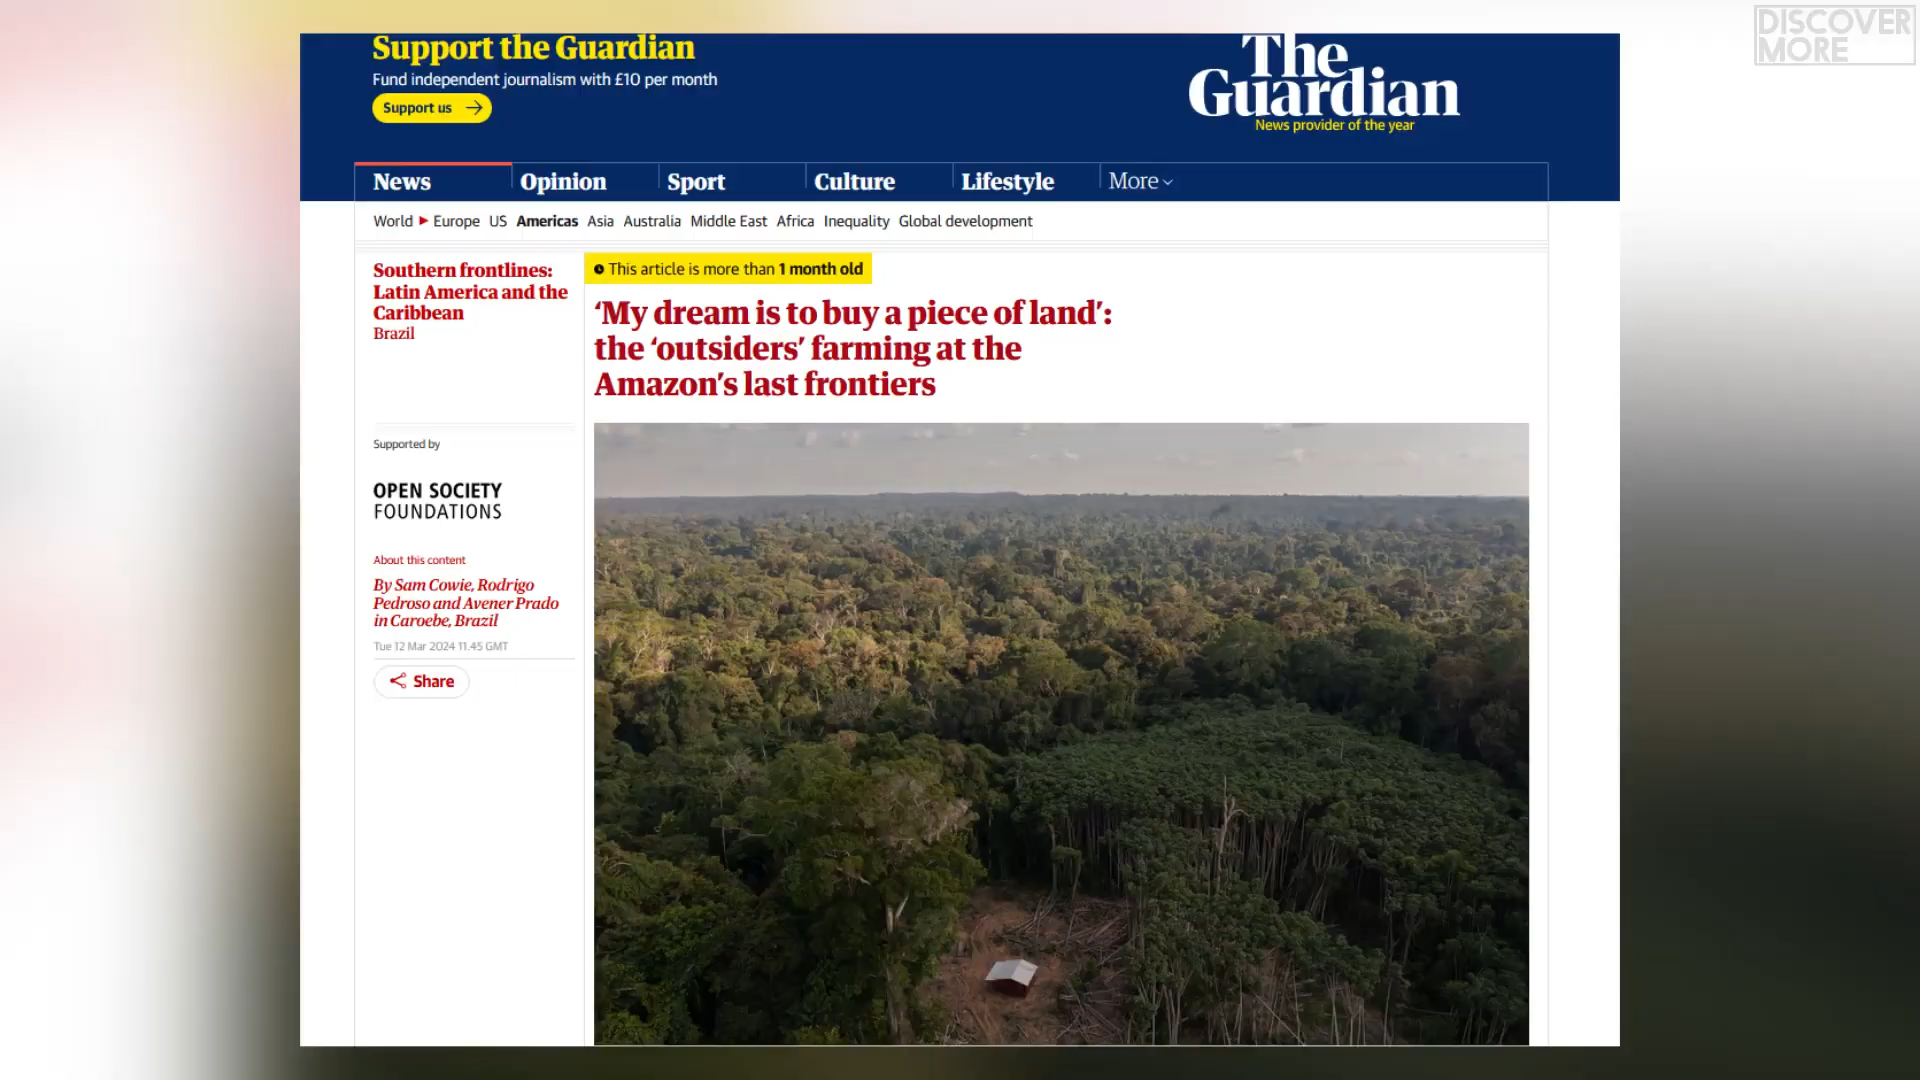 DISCOVER
MORE
Support the Guardian
Fund independent journalism with £10 per month
Support us
The
Guardian
News provider of the year
News
Opinion
Sport
Culture
Lifestyle
More
World
Europe
US
Americas
Asia
Australia
Middle East
Africa
Inequality
Global development
Southern frontlines:
Latin America and the
Caribbean
Brazil
This article is more than 1 month old
‘My dream is to buy a piece of land’:
the ‘outsiders’ farming at the
Amazon’s last frontiers
Supported by
OPEN SOCIETY
FOUNDATIONS
About this content
By Sam Cowie, Rodrigo
Pedroso and Avener Prado
in Caroebe, Brazil
Tue 12 Mar 2024 11.45 GMT
Share